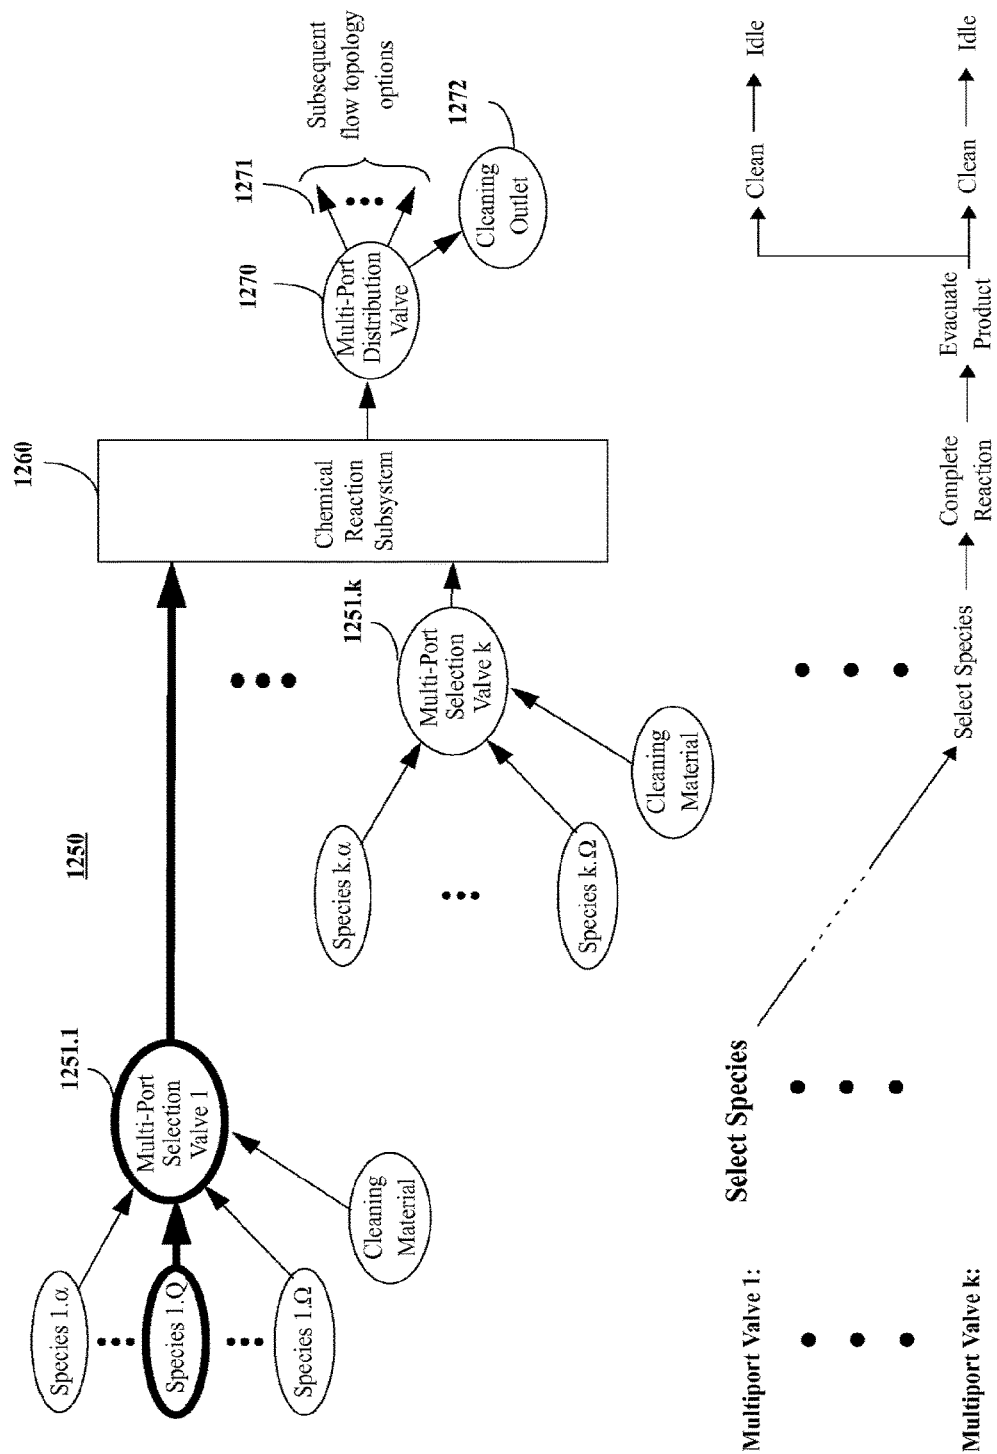 1250
1251.1
1251.k
1260
1270
1271
1272
Species 1.α
Species 1.Q
Species 1.Ω
Cleaning
Material
Multi-Port
Selection
Valve 1
Species k.α
Species k.Ω
Cleaning
Material
Multi-Port
Selection
Valve k
Chemical
Reaction
Subsystem
Multi-Port
Distribution
Valve
Subsequent
flow topology
options
Cleaning
Outlet
Multiport Valve 1:
Select Species
Clean
Idle
Multiport Valve k:
Select Species
Complete
Reaction
Evacuate
Product
Clean
Idle